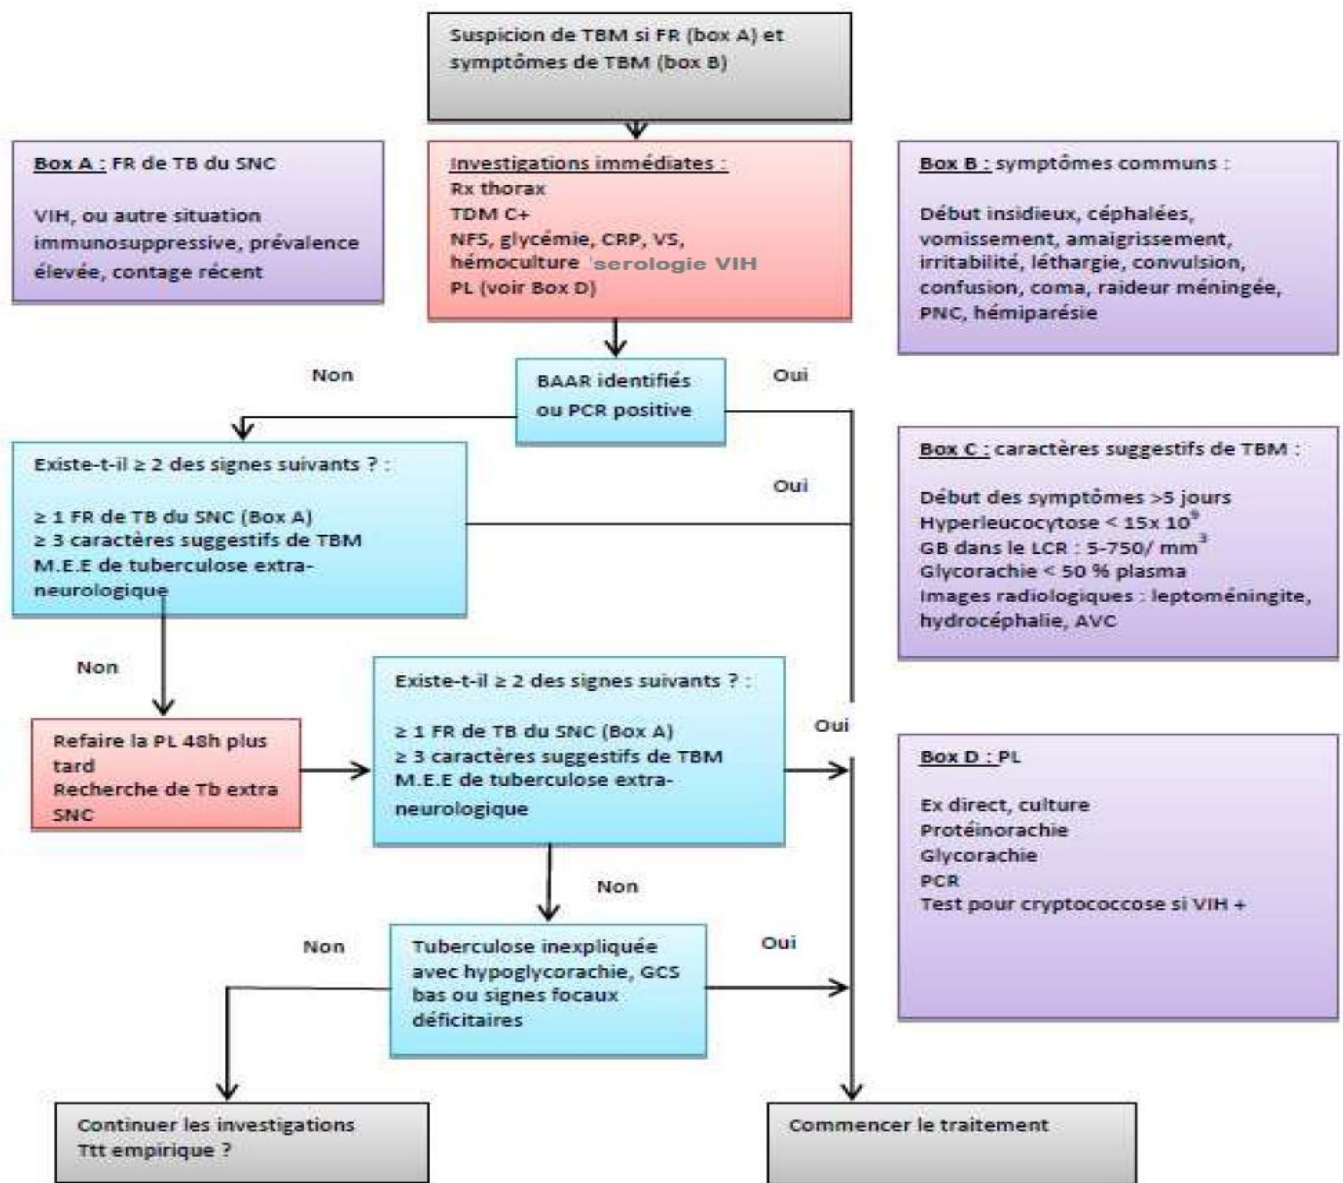 Suspicion de TBM si FR (box A) et
symptômes de TBM (box B)
Box A : FR de TB du SNC
VIH, ou autre situation
immunosuppressive, prévalence
élevée, contage récent
Investigations immédiates :
Rx thorax
TDM C+
NFS, glycémie, CRP, VS,
hémoculture 'serologie VIH
PL (voir Box D)
Box B : symptômes communs :
Début insidieux, céphalées,
vomissement, amaigrissement,
irritabilité, léthargie, convulsion,
confusion, coma, raideur méningée,
PNC, hémiparésie
Non
BAAR identifiés
ou PCR positive
Oui
Existe-t-il ≥ 2 des signes suivants ? :
≥ 1 FR de TB du SNC (Box A)
≥ 3 caractères suggestifs de TBM
M.E.E de tuberculose extra-
neurologique
Oui
Box C : caractères suggestifs de TBM :
Début des symptômes >5 jours
Hyperleucocytose < 15x 10⁹
GB dans le LCR : 5-750/ mm³
Glycorachie < 50 % plasma
Images radiologiques : leptoméningite,
hydrocéphalie, AVC
Non
Refaire la PL 48h plus
tard
Recherche de Tb extra
SNC
Existe-t-il ≥ 2 des signes suivants ? :
≥ 1 FR de TB du SNC (Box A)
≥ 3 caractères suggestifs de TBM
M.E.E de tuberculose extra-
neurologique
Oui
Box D : PL
Ex direct, culture
Protéinorachie
Glycorachie
PCR
Test pour cryptococcose si VIH +
Non
Non
Tuberculose inexpliquée
avec hypoglycorachie, GCS
bas ou signes focaux
déficitaires
Oui
Continuer les investigations
Ttt empirique ?
Commencer le traitement